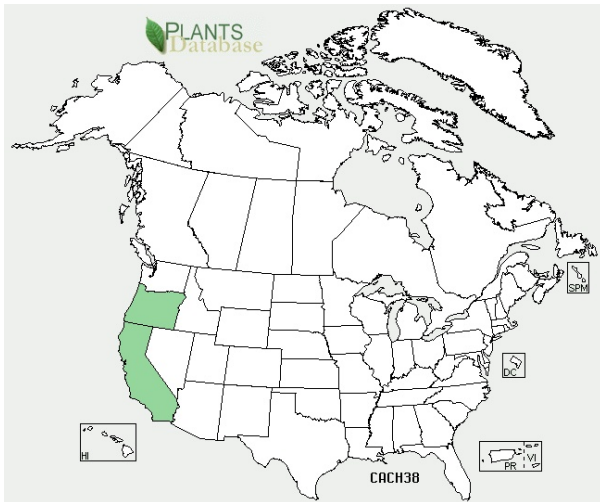 PLANTS
Database
SPM
DC
HI
PR
VI
CACH38